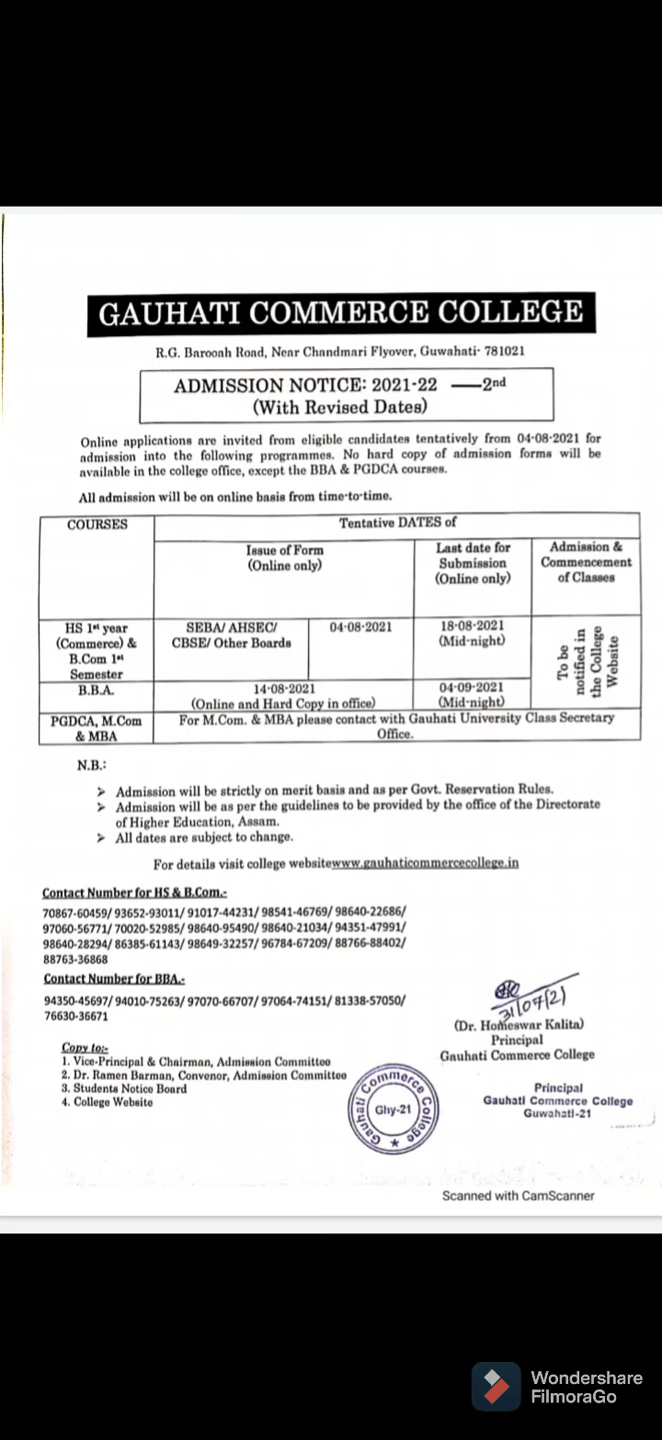 GAUHATI COMMERCE COLLEGE
R.G. Barooah Road, Near Chandmari Flyover, Guwahati- 781021
ADMISSION NOTICE: 2021-22 —2nd
(With Revised Dates)
Online applications are invited from eligible candidates tentatively from 04-08-2021 for
admission into the following programmes. No hard copy of admission forms will be
available in the college office, except the BBA & PGDCA courses.
All admission will be on online basis from time-to-time.
COURSES
Tentative DATES of
Issue of Form
(Online only)
Last date for
Submission
(Online only)
Admission &
Commencement
of Classes
HS 1st year
(Commerce) &
B.Com 1st
Semester
SEBA/ AHSEC/
CBSE/ Other Boards
04-08-2021
18-08-2021
(Mid-night)
To be
notified in
the College
Website
B.B.A.
14-08-2021
(Online and Hard Copy in office)
04-09-2021
(Mid-night)
PGDCA, M.Com
& MBA
For M.Com. & MBA please contact with Gauhati University Class Secretary
Office.
N.B.:
➢ Admission will be strictly on merit basis and as per Govt. Reservation Rules.
➢ Admission will be as per the guidelines to be provided by the office of the Directorate
of Higher Education, Assam.
➢ All dates are subject to change.
For details visit college websitewww.gauhaticommercecollege.in
Contact Number for HS & B.Com.-
70867-60459/ 93652-93011/ 91017-44231/ 98541-46769/ 98640-22686/
97060-56771/ 70020-52985/ 98640-95490/ 98640-21034/ 94351-47991/
98640-28294/ 86385-61143/ 98649-32257/ 96784-67209/ 88766-88402/
88763-36868
Contact Number for BBA.-
94350-45697/ 94010-75263/ 97070-66707/ 97064-74151/ 81338-57050/
76630-36671
31/07/21
(Dr. Homeswar Kalita)
Principal
Gauhati Commerce College
Copy to:-
1. Vice-Principal & Chairman, Admission Committee
2. Dr. Ramen Barman, Convenor, Admission Committee
3. Students Notice Board
4. College Website
Gauhati Commerce College
Ghy-21
Principal
Gauhati Commerce College
Guwahati-21
Scanned with CamScanner
Wondershare
FilmoraGo